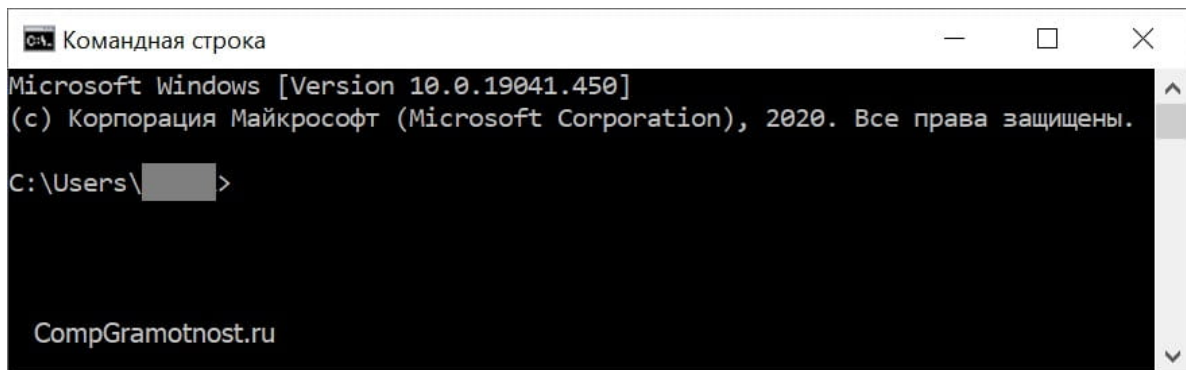 C:\.
Командная строка
Microsoft Windows [Version 10.0.19041.450]
(c) Корпорация Майкрософт (Microsoft Corporation), 2020. Все права защищены.
C:\Users\ >
CompGramotnost.ru